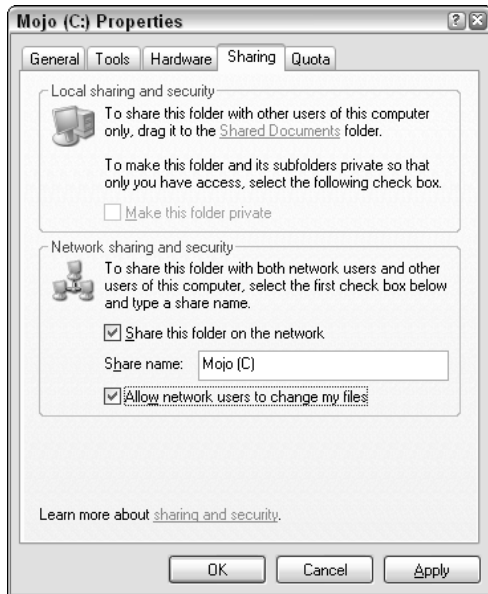 Mojo (C:) Properties
General Tools Hardware Sharing Quota
Local sharing and security
To share this folder with other users of this computer
only, drag it to the Shared Documents folder.
To make this folder and its subfolders private so that
only you have access, select the following check box.
Make this folder private
Network sharing and security
To share this folder with both network users and other
users of this computer, select the first check box below
and type a share name.
Share this folder on the network
Share name: Mojo (C)
Allow network users to change my files
Learn more about sharing and security.
OK Cancel Apply